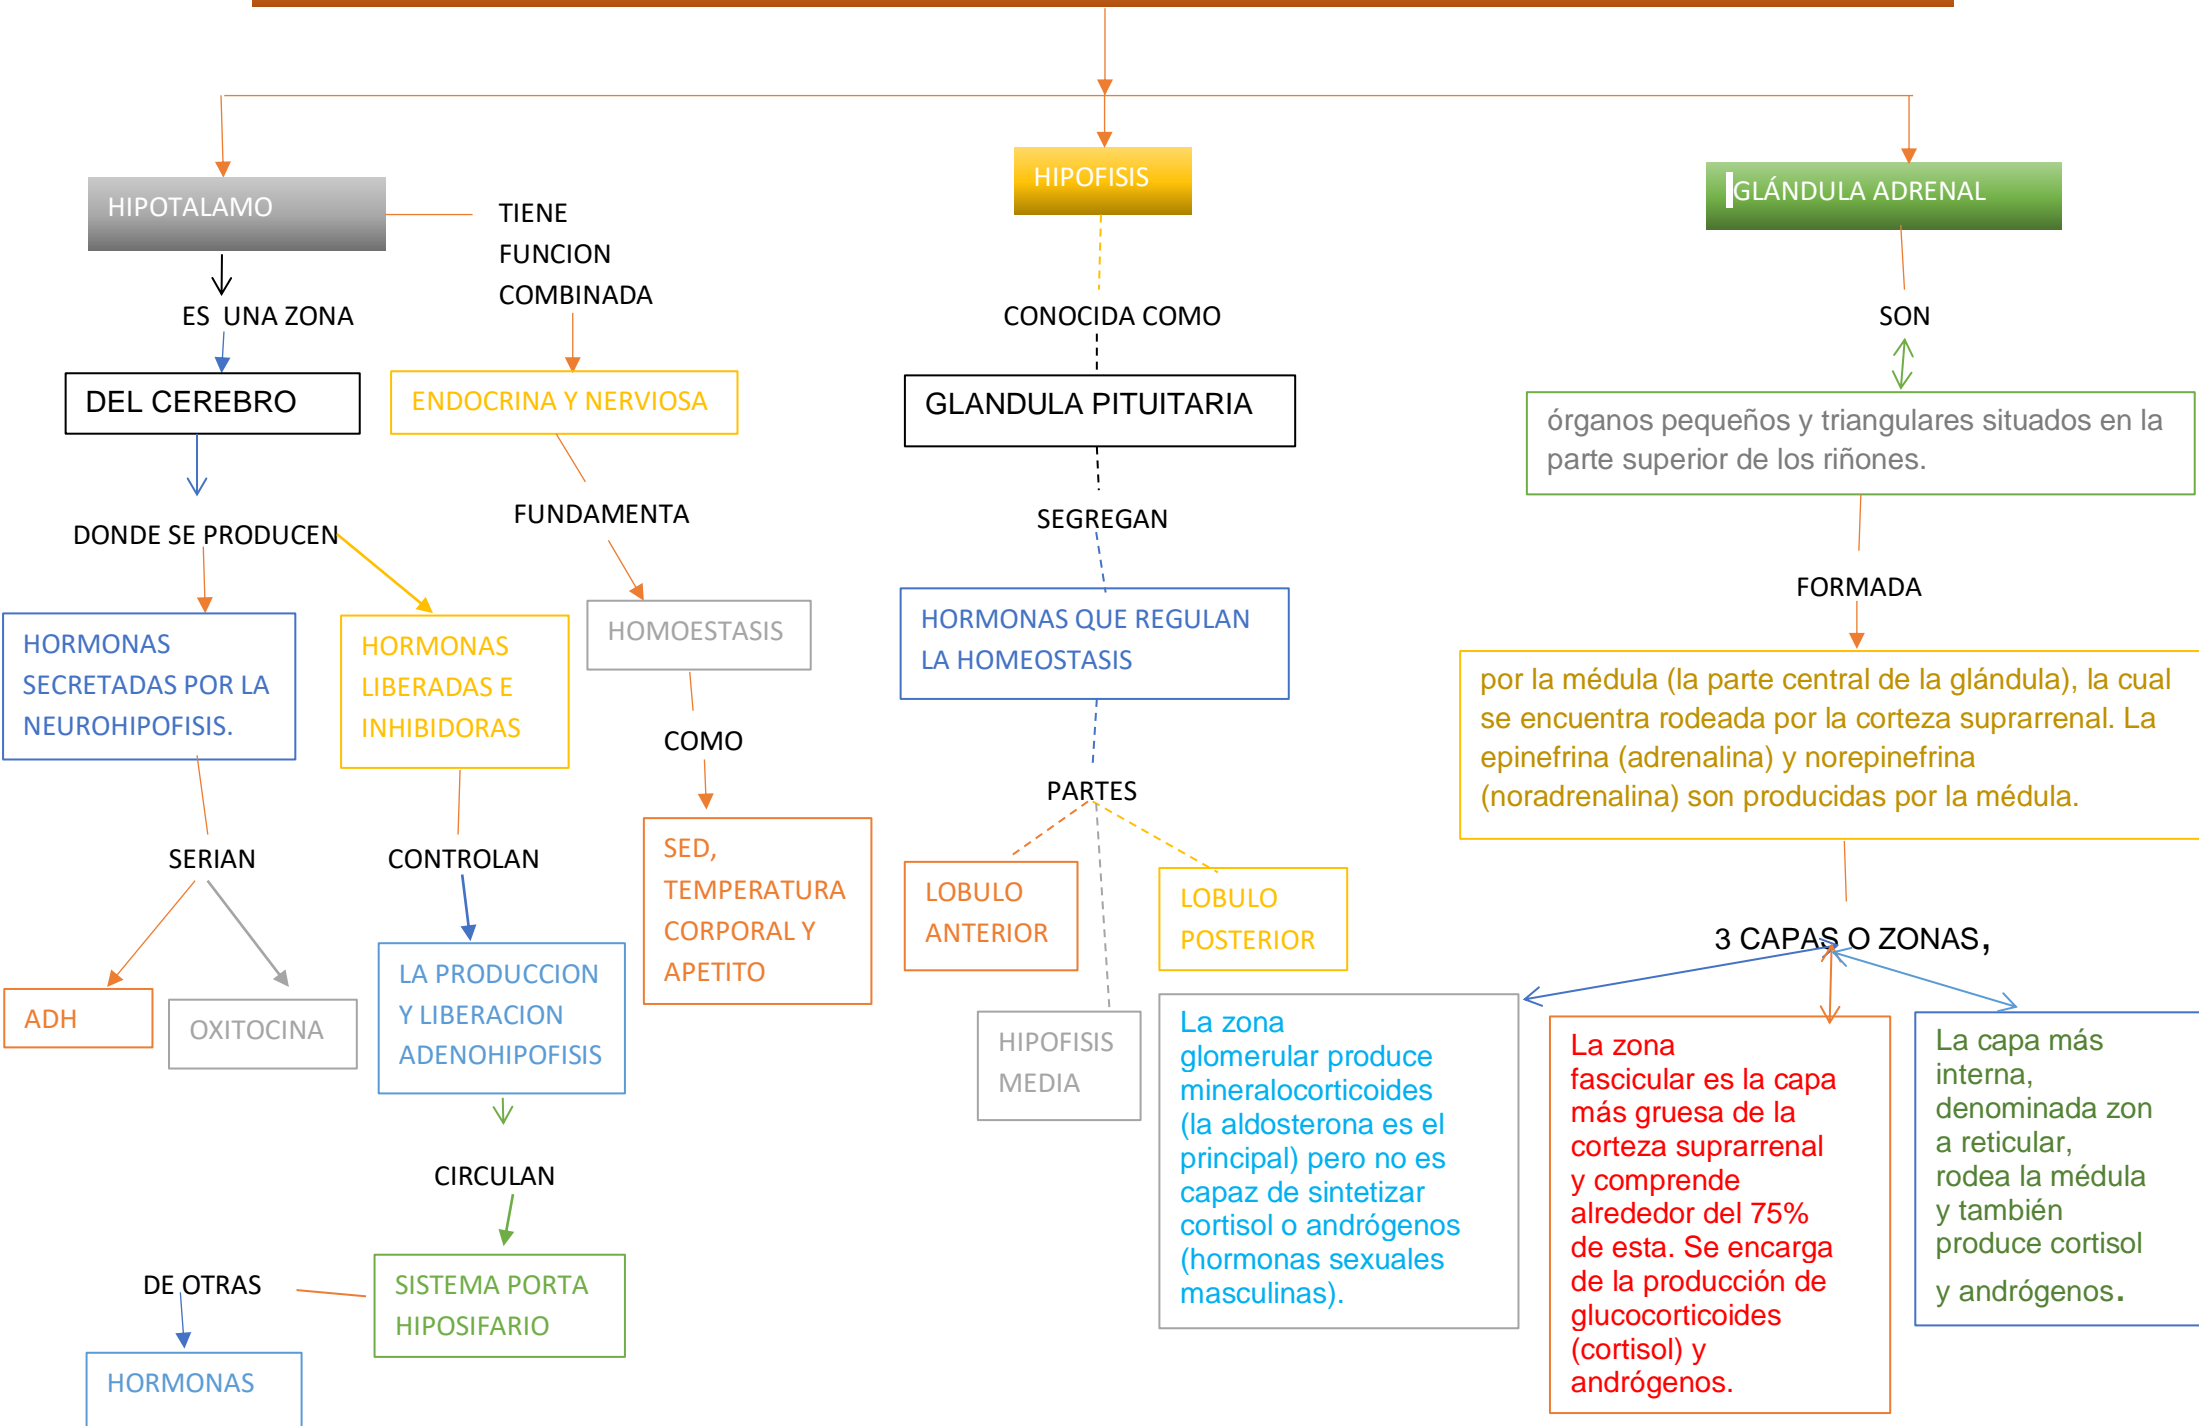 HIPOTALAMO
TIENE
FUNCION
COMBINADA
ES UNA ZONA
DEL CEREBRO
ENDOCRINA Y NERVIOSA
DONDE SE PRODUCEN
FUNDAMENTA
HORMONAS
SECRETADAS POR LA
NEUROHIPOFISIS.
HORMONAS
LIBERADAS E
INHIBIDORAS
HOMOESTASIS
COMO
SED,
TEMPERATURA
CORPORAL Y
APETITO
SERIAN
CONTROLAN
ADH
OXITOCINA
LA PRODUCCION
Y LIBERACION
ADENOHIPOFISIS
CIRCULAN
SISTEMA PORTA
HIPOSIFARIO
DE OTRAS
HORMONAS
HIPOFISIS
CONOCIDA COMO
GLANDULA PITUITARIA
SEGREGAN
HORMONAS QUE REGULAN
LA HOMEOSTASIS
PARTES
LOBULO
ANTERIOR
LOBULO
POSTERIOR
HIPOFISIS
MEDIA
GLÁNDULA ADRENAL
SON
órganos pequeños y triangulares situados en la
parte superior de los riñones.
FORMADA
por la médula (la parte central de la glándula), la cual
se encuentra rodeada por la corteza suprarrenal. La
epinefrina (adrenalina) y norepinefrina
(noradrenalina) son producidas por la médula.
3 CAPAS O ZONAS,
La zona
glomerular produce
mineralocorticoides
(la aldosterona es el
principal) pero no es
capaz de sintetizar
cortisol o andrógenos
(hormonas sexuales
masculinas).
La zona
fascicular es la capa
más gruesa de la
corteza suprarrenal
y comprende
alrededor del 75%
de esta. Se encarga
de la producción de
glucocorticoides
(cortisol) y
andrógenos.
La capa más
interna,
denominada zon
a reticular,
rodea la médula
y también
produce cortisol
y andrógenos.